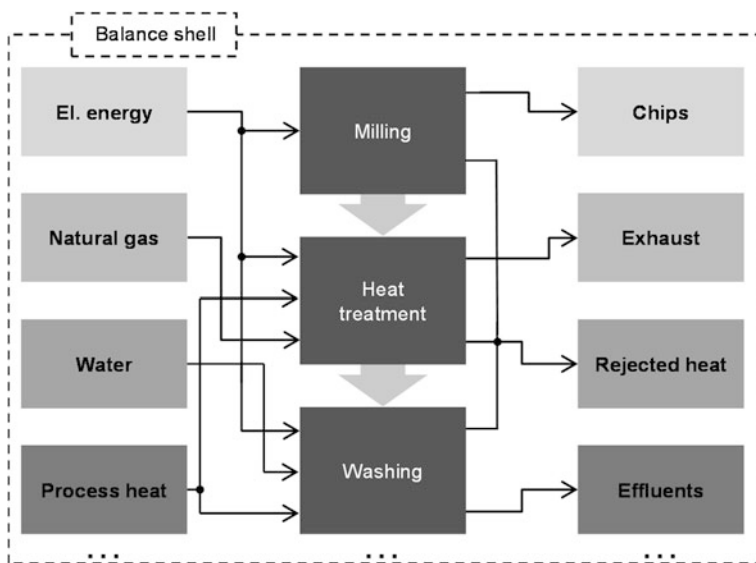 Balance shell
El. energy
Milling
Chips
Natural gas
Heat
treatment
Exhaust
Water
Rejected heat
Process heat
Washing
Effluents
...
...
...